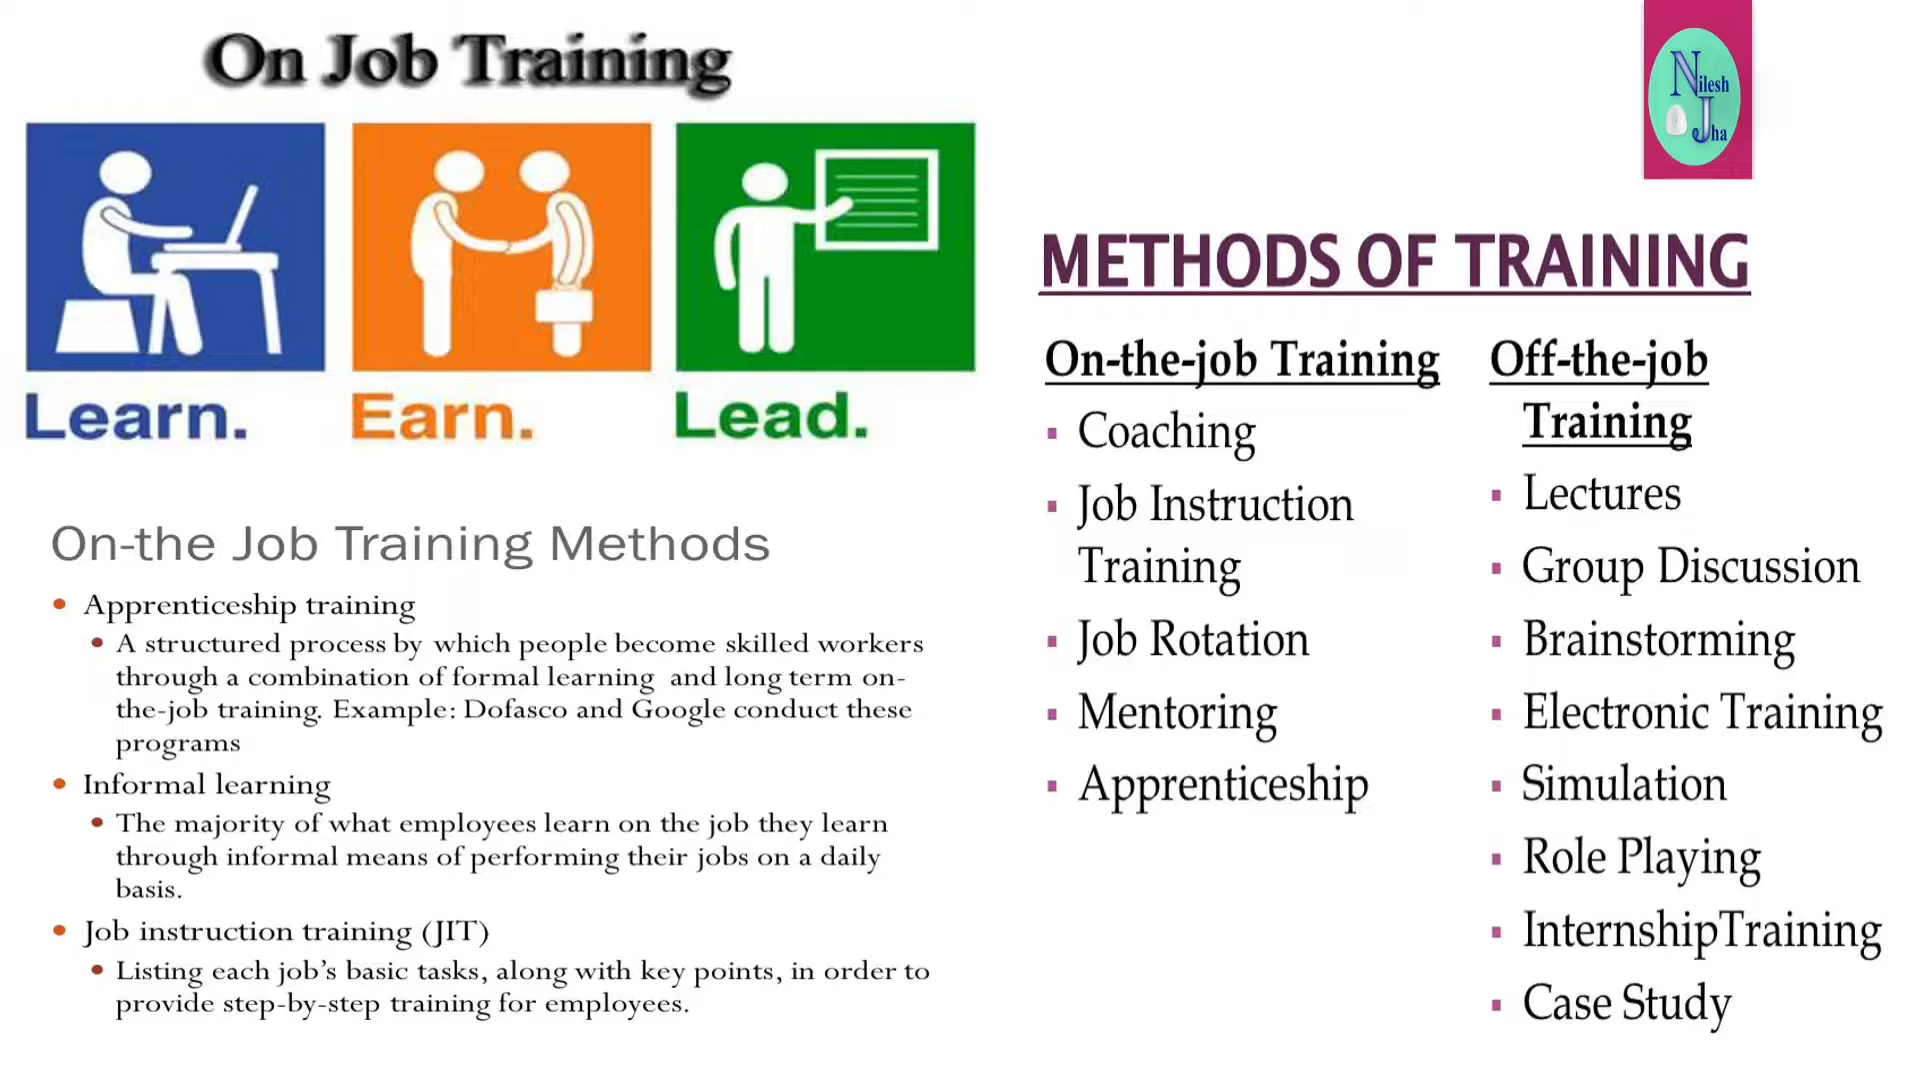 On Job Training
Learn.
Earn.
Lead.
On-the Job Training Methods
• Apprenticeship training
• A structured process by which people become skilled workers
through a combination of formal learning and long term on-
the-job training. Example: Dofasco and Google conduct these
programs
• Informal learning
• The majority of what employees learn on the job they learn
through informal means of performing their jobs on a daily
basis.
• Job instruction training (JIT)
• Listing each job’s basic tasks, along with key points, in order to
provide step-by-step training for employees.
Nilesh
Jha
METHODS OF TRAINING
On-the-job Training
▪ Coaching
▪ Job Instruction
Training
▪ Job Rotation
▪ Mentoring
▪ Apprenticeship
Off-the-job
Training
▪ Lectures
▪ Group Discussion
▪ Brainstorming
▪ Electronic Training
▪ Simulation
▪ Role Playing
▪ InternshipTraining
▪ Case Study